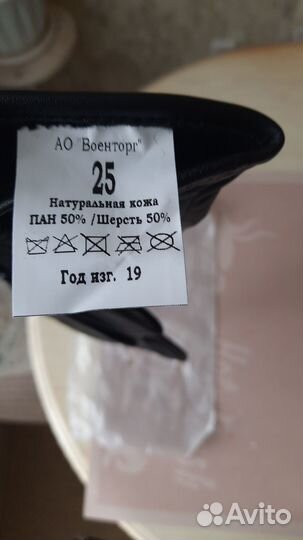 АО "Военторг"
25
Натуральная кожа
ПАН 50% /Шерсть 50%
Год изг. 19
Avito